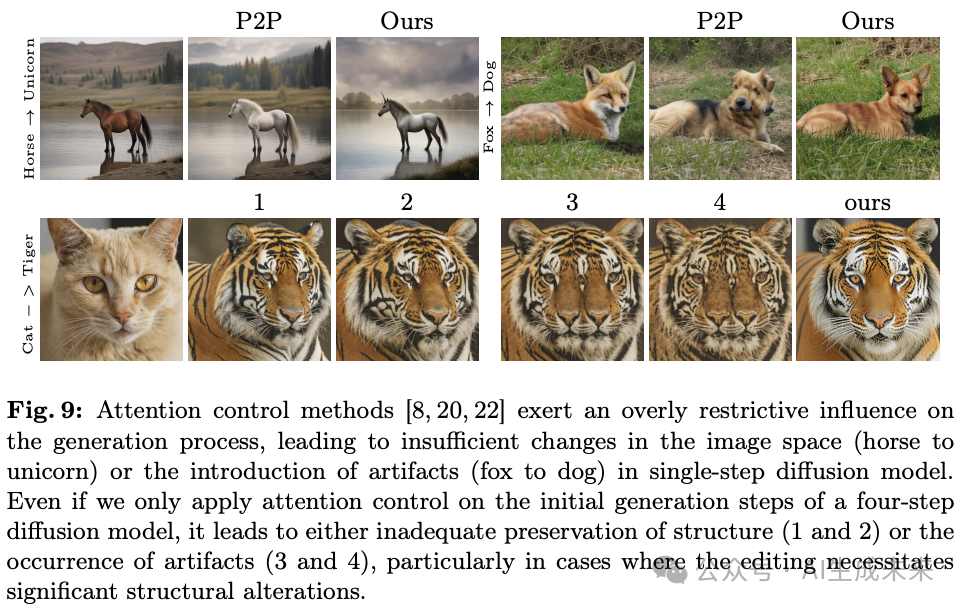 P2P Ours P2P Ours
Horse → Unicorn
Fox → Dog
1 2 3 4 ours
Cat − > Tiger
Fig. 9: Attention control methods [8, 20, 22] exert an overly restrictive influence on
the generation process, leading to insufficient changes in the image space (horse to
unicorn) or the introduction of artifacts (fox to dog) in single-step diffusion model.
Even if we only apply attention control on the initial generation steps of a four-step
diffusion model, it leads to either inadequate preservation of structure (1 and 2) or the
occurrence of artifacts (3 and 4), particularly in cases where the editing necessitates
significant structural alterations.
公众号 · AI生成未来